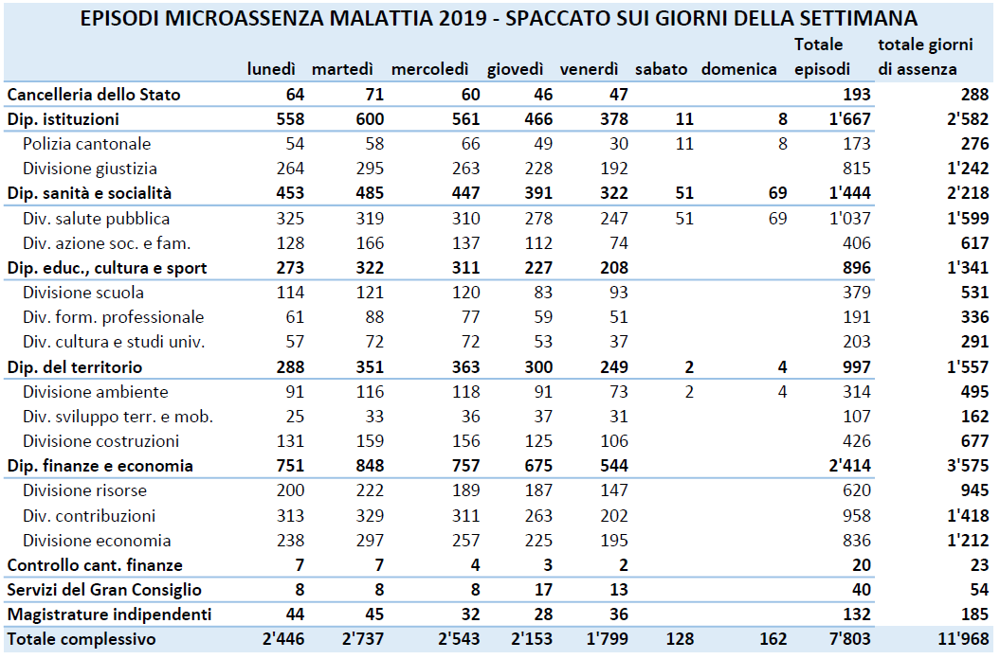 EPISODI MICROASSENZA MALATTIA 2019 - SPACCATO SUI GIORNI DELLA SETTIMANA
Totale totale giorni
lunedì martedì mercoledì giovedì venerdì sabato domenica episodi di assenza
Cancelleria dello Stato 64 71 60 46 47 193 288
Dip. istituzioni 558 600 561 466 378 11 8 1'667 2'582
Polizia cantonale 54 58 66 49 30 11 8 173 276
Divisione giustizia 264 295 263 228 192 815 1'242
Dip. sanità e socialità 453 485 447 391 322 51 69 1'444 2'218
Div. salute pubblica 325 319 310 278 247 51 69 1'037 1'599
Div. azione soc. e fam. 128 166 137 112 74 406 617
Dip. educ., cultura e sport 273 322 311 227 208 896 1'341
Divisione scuola 114 121 120 83 93 379 531
Div. form. professionale 61 88 77 59 51 191 336
Div. cultura e studi univ. 57 72 72 53 37 203 291
Dip. del territorio 288 351 363 300 249 2 4 997 1'557
Divisione ambiente 91 116 118 91 73 2 4 314 495
Div. sviluppo terr. e mob. 25 33 36 37 31 107 162
Divisione costruzioni 131 159 156 125 106 426 677
Dip. finanze e economia 751 848 757 675 544 2'414 3'575
Divisione risorse 200 222 189 187 147 620 945
Div. contribuzioni 313 329 311 263 202 958 1'418
Divisione economia 238 297 257 225 195 836 1'212
Controllo cant. finanze 7 7 4 3 2 20 23
Servizi del Gran Consiglio 8 8 8 17 13 40 54
Magistrature indipendenti 44 45 32 28 36 132 185
Totale complessivo 2'446 2'737 2'543 2'153 1'799 128 162 7'803 11'968